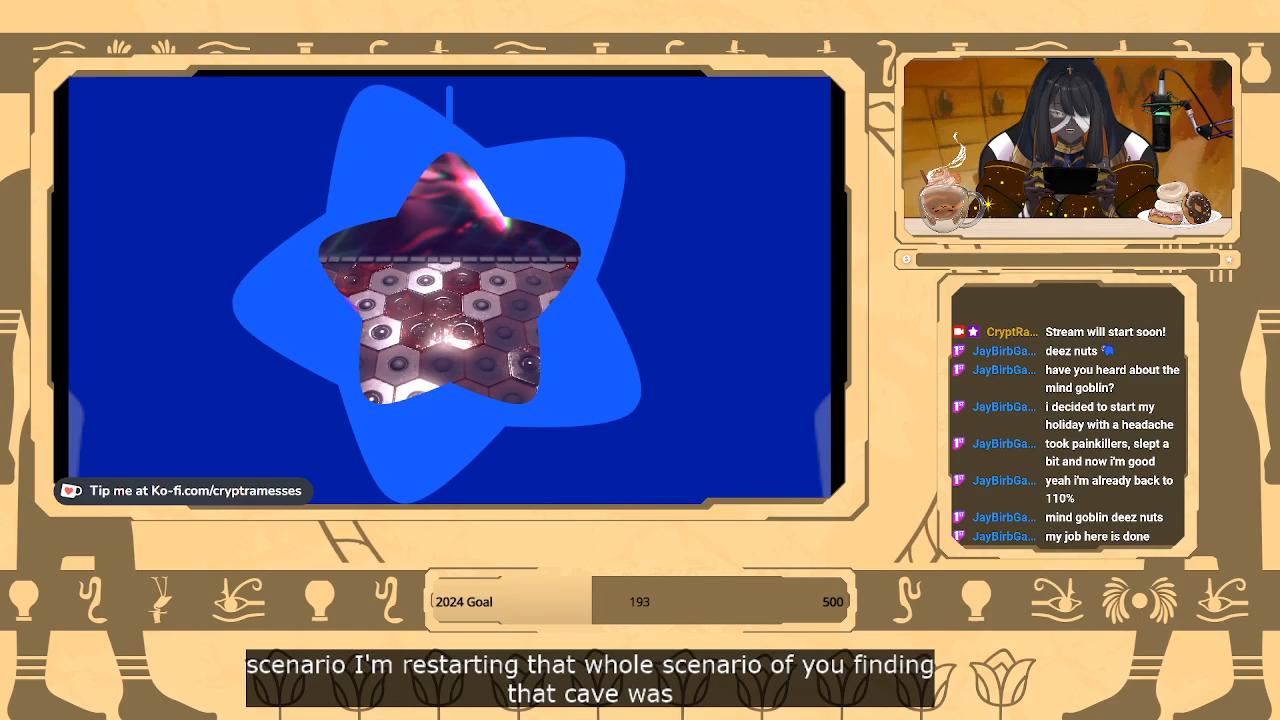 CryptRa... Stream will start soon!
JayBirbGa... deez nuts
JayBirbGa... have you heard about the
mind goblin?
JayBirbGa... i decided to start my
holiday with a headache
JayBirbGa... took painkillers, slept a
bit and now i'm good
JayBirbGa... yeah i'm already back to
110%
JayBirbGa... mind goblin deez nuts
JayBirbGa... my job here is done
Tip me at Ko-fi.com/cryptramesses
2024 Goal 193 500
scenario I'm restarting that whole scenario of you finding
that cave was